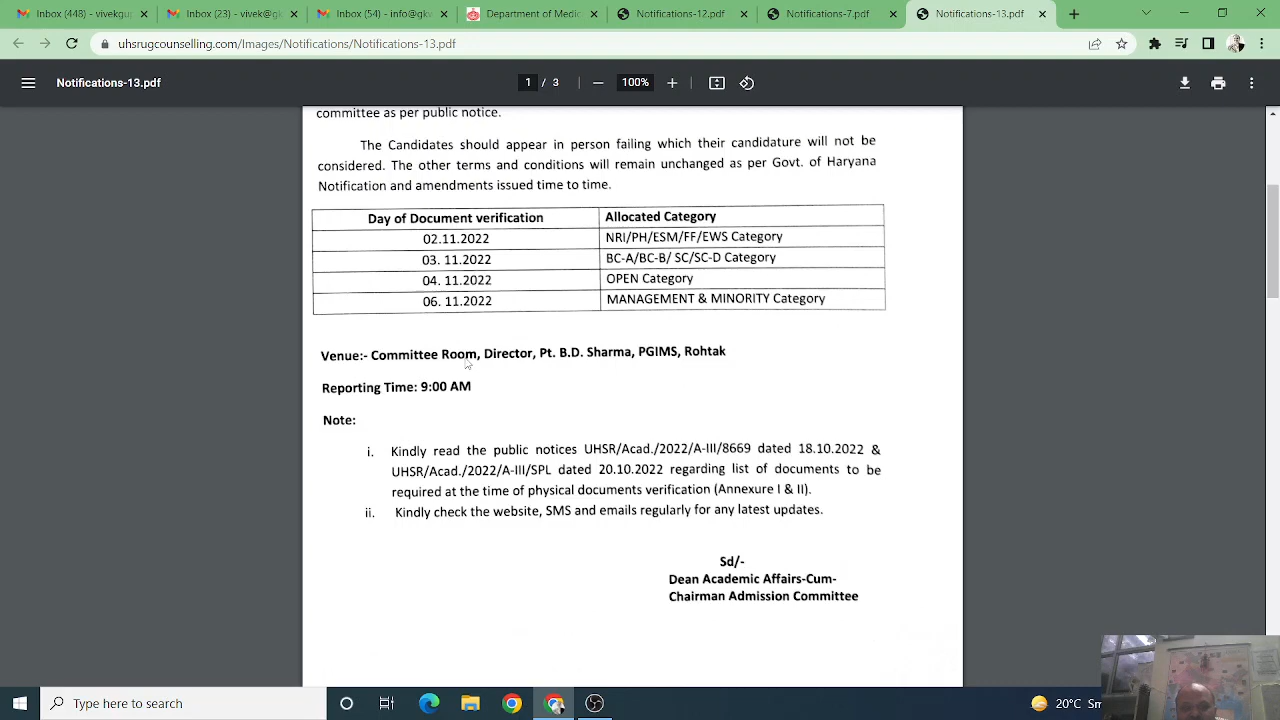 Inbox (448) - vivekgu
Inbox (23) - vivek@gk
Inbox (54) - info@gkw
Department of Medic
Notifications-12.pdf
Notifications-7.pdf
Notifications-13.pdf
uhsrugcounselling.com/Images/Notifications/Notifications-13.pdf
Notifications-13.pdf
1 / 3
100%
committee as per public notice.
The Candidates should appear in person failing which their candidature will not be
considered. The other terms and conditions will remain unchanged as per Govt. of Haryana
Notification and amendments issued time to time.
Day of Document verification Allocated Category
02.11.2022 NRI/PH/ESM/FF/EWS Category
03. 11.2022 BC-A/BC-B/ SC/SC-D Category
04. 11.2022 OPEN Category
06. 11.2022 MANAGEMENT & MINORITY Category
Venue:- Committee Room, Director, Pt. B.D. Sharma, PGIMS, Rohtak
Reporting Time: 9:00 AM
Note:
i. Kindly read the public notices UHSR/Acad./2022/A-III/8669 dated 18.10.2022 &
UHSR/Acad./2022/A-III/SPL dated 20.10.2022 regarding list of documents to be
required at the time of physical documents verification (Annexure I & II).
ii. Kindly check the website, SMS and emails regularly for any latest updates.
Sd/-
Dean Academic Affairs-Cum-
Chairman Admission Committee
Type here to search
20°C Sm